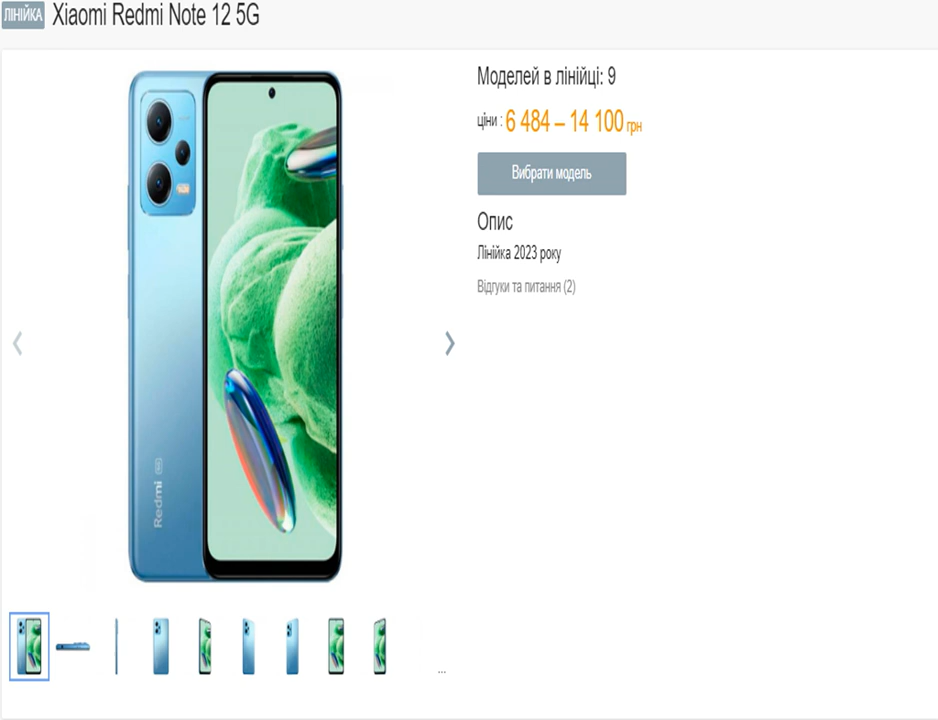 ЛІНІЙКА Xiaomi Redmi Note 12 5G
Моделей в лінійці: 9
ціни : 6 484 – 14 100 грн
Вибрати модель
Опис
Лінійка 2023 року
Відгуки та питання (2)
Redmi 5G
...